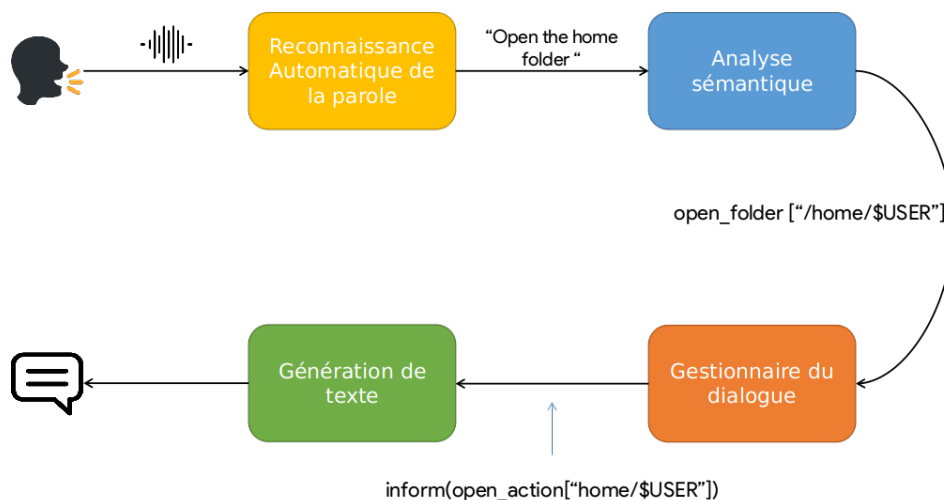 Reconnaissance
Automatique de
la parole
“Open the home
folder “
Analyse
sémantique
open_folder [“/home/$USER”]
Génération de
texte
Gestionnaire du
dialogue
inform(open_action[“home/$USER”])